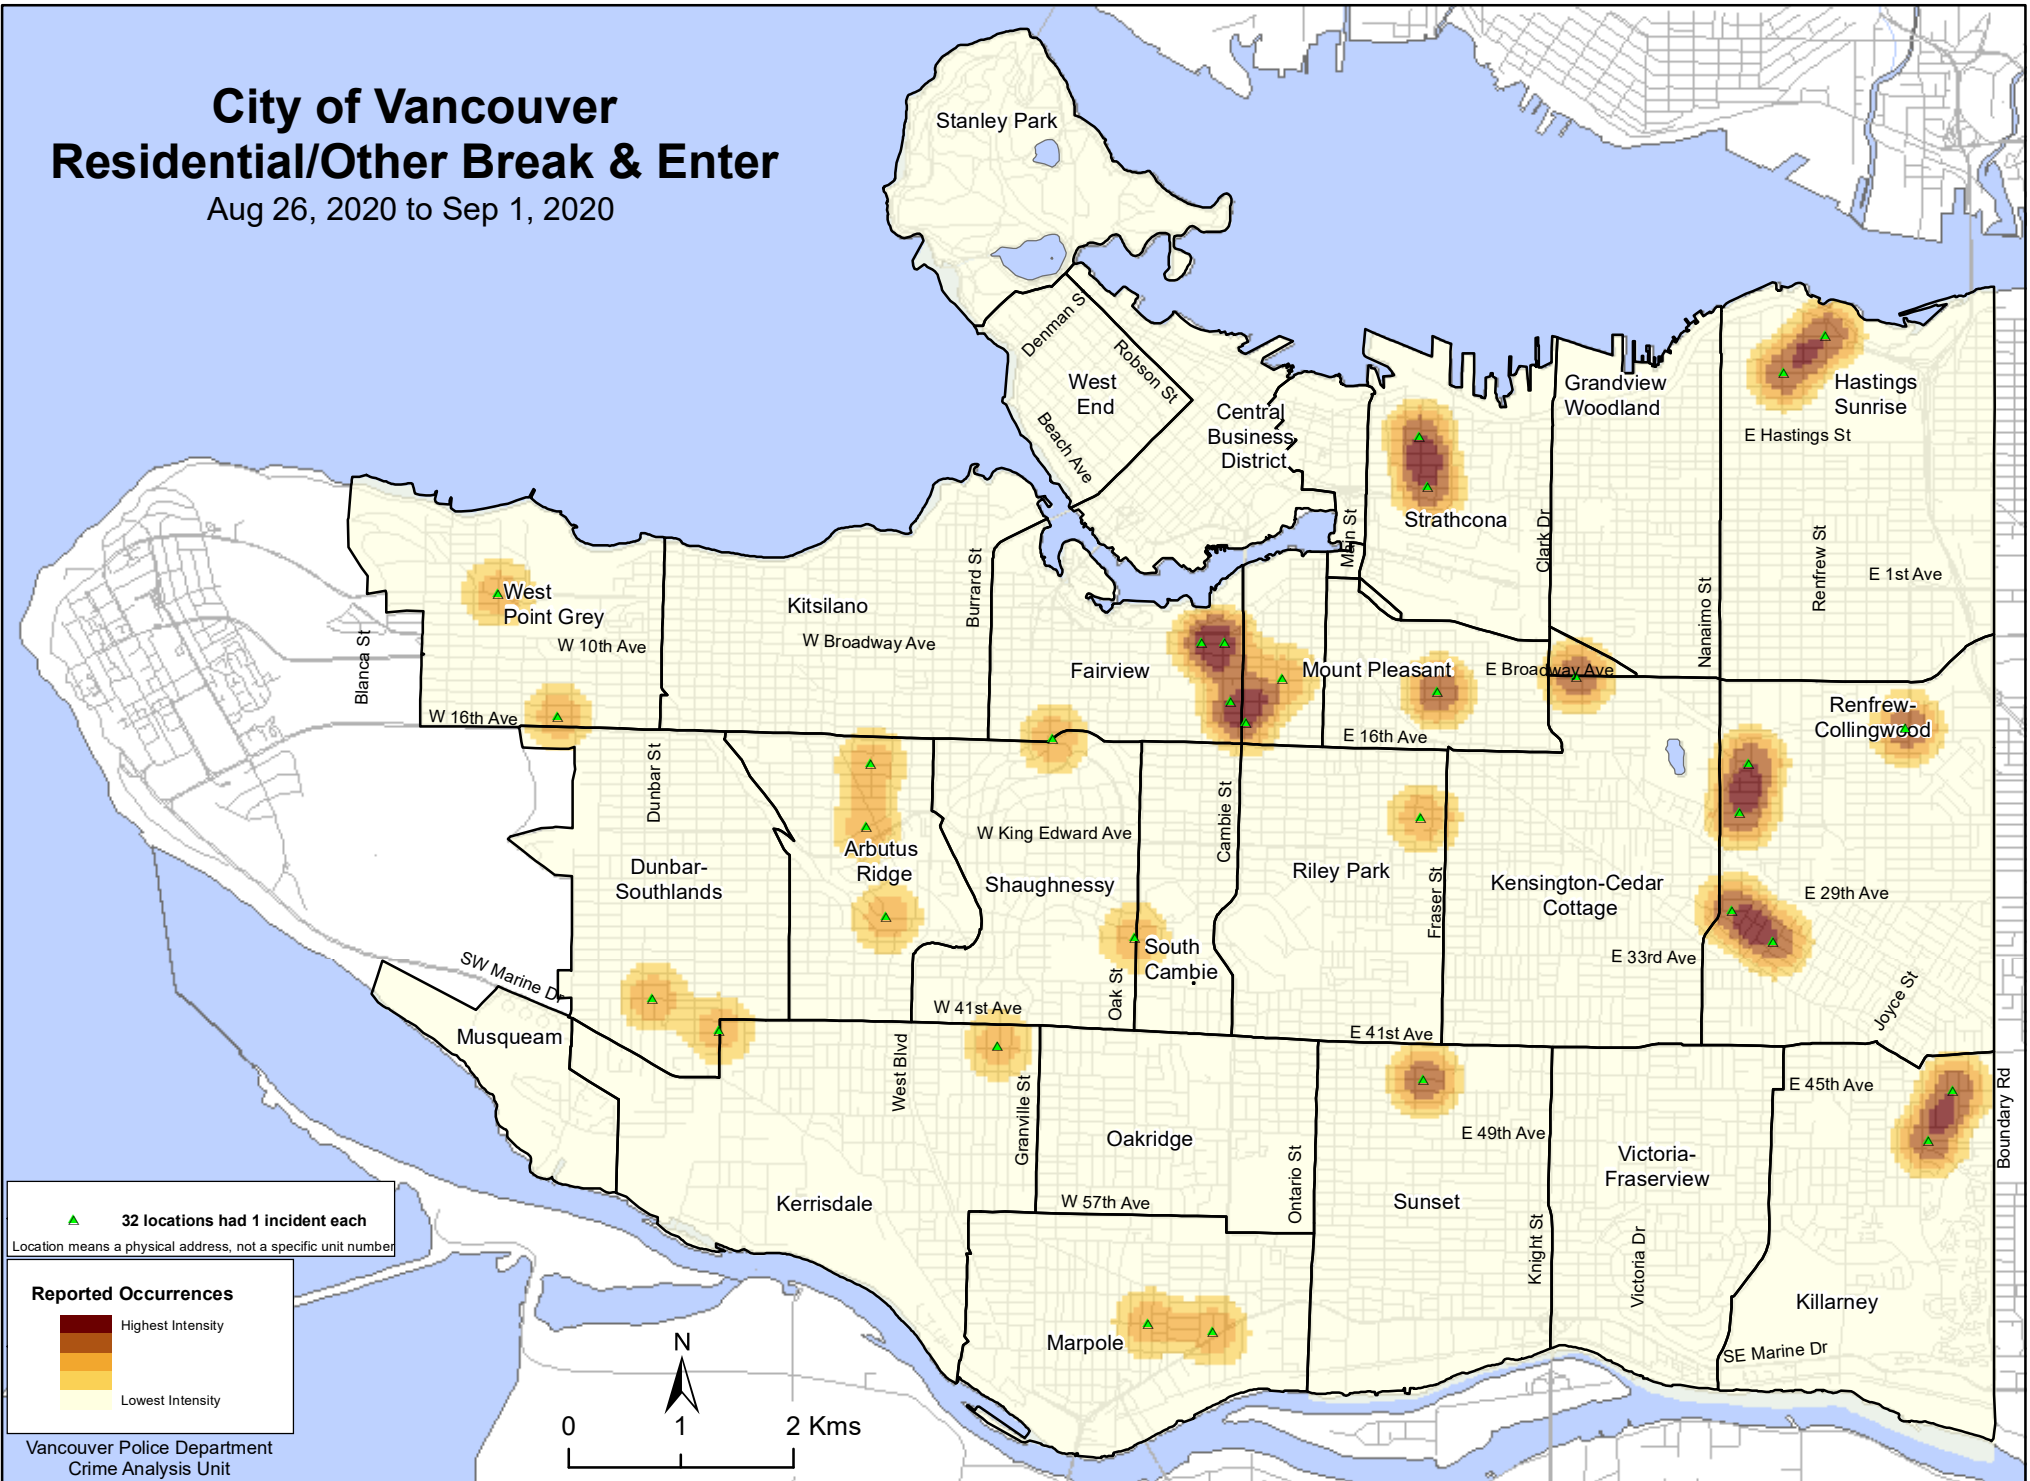 City of Vancouver
Residential/Other Break & Enter
Aug 26, 2020 to Sep 1, 2020
Stanley Park
Denman S
Robson St
West
End
Beach Ave
Central
Business
District
Main St
Strathcona
Clark Dr
Grandview
Woodland
Hastings
Sunrise
E Hastings St
Nanaimo St
Renfrew St
E 1st Ave
West
Point Grey
W 10th Ave
Blanca St
W 16th Ave
Kitsilano
W Broadway Ave
Burrard St
Fairview
Mount Pleasant
E Broadway Ave
E 16th Ave
Renfrew-
Collingwood
Dunbar St
Dunbar-
Southlands
Arbutus
Ridge
W King Edward Ave
Shaughnessy
Cambie St
Riley Park
Fraser St
Kensington-Cedar
Cottage
E 29th Ave
E 33rd Ave
South
Cambie
Oak St
SW Marine Dr
W 41st Ave
E 41st Ave
Joyce St
Musqueam
West Blvd
Granville St
Oakridge
Ontario St
E 49th Ave
E 45th Ave
Boundary Rd
Victoria-
Fraserview
Kerrisdale
W 57th Ave
Sunset
Knight St
Victoria Dr
Killarney
Marpole
SE Marine Dr
32 locations had 1 incident each
Location means a physical address, not a specific unit number
Reported Occurrences
Highest Intensity
Lowest Intensity
Vancouver Police Department
Crime Analysis Unit
N
0 1 2 Kms